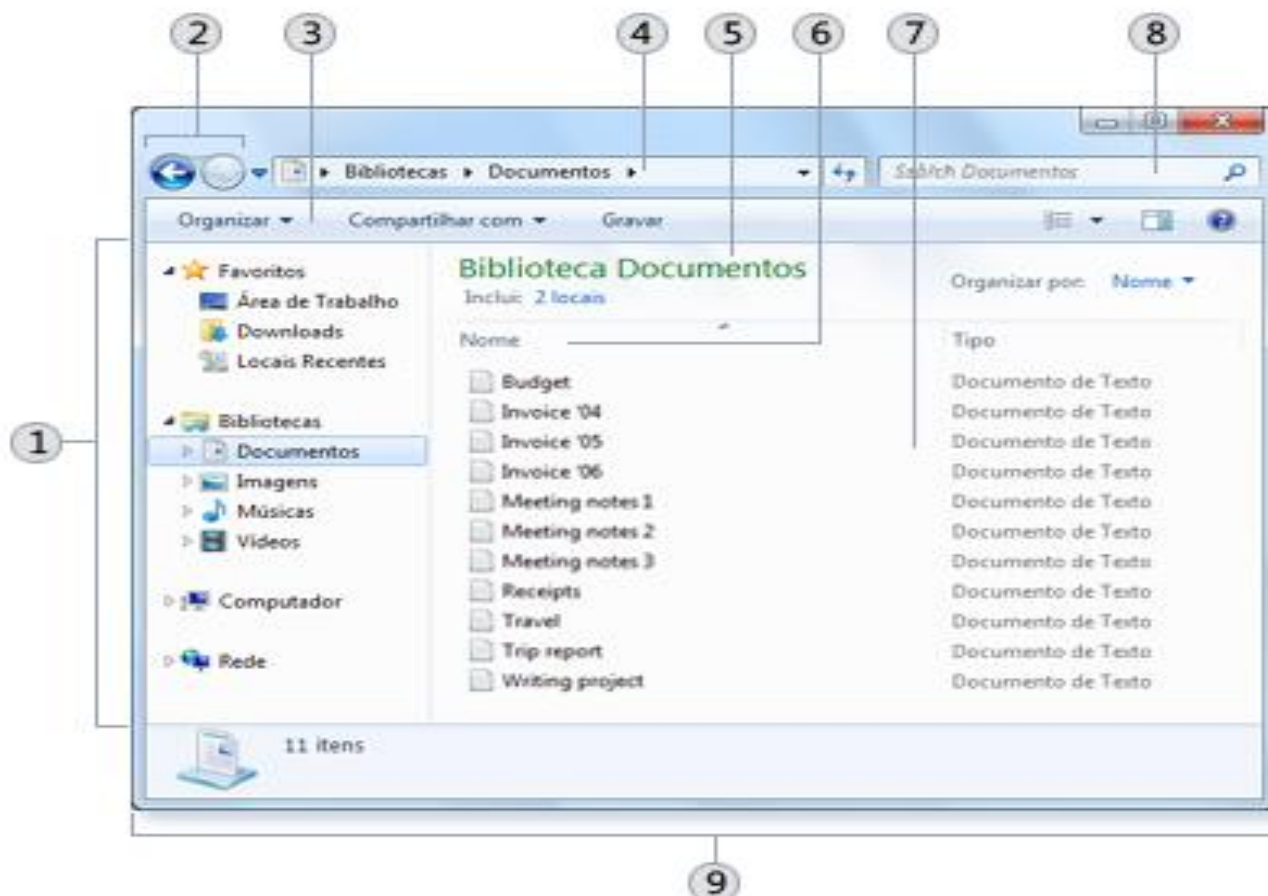 2 3 4 5 6 7 8
Bibliotecas Documentos
Organizar Compartilhar com Gravar
1
Favoritos
Área de Trabalho
Downloads
Locais Recentes
Bibliotecas
Documentos
Imagens
Músicas
Vídeos
Computador
Rede
Biblioteca Documentos
Inclui: 2 locais
Organizar por: Nome
Nome Tipo
Budget Documento de Texto
Invoice '04 Documento de Texto
Invoice '05 Documento de Texto
Invoice '06 Documento de Texto
Meeting notes 1 Documento de Texto
Meeting notes 2 Documento de Texto
Meeting notes 3 Documento de Texto
Receipts Documento de Texto
Travel Documento de Texto
Trip report Documento de Texto
Writing project Documento de Texto
11 itens
9